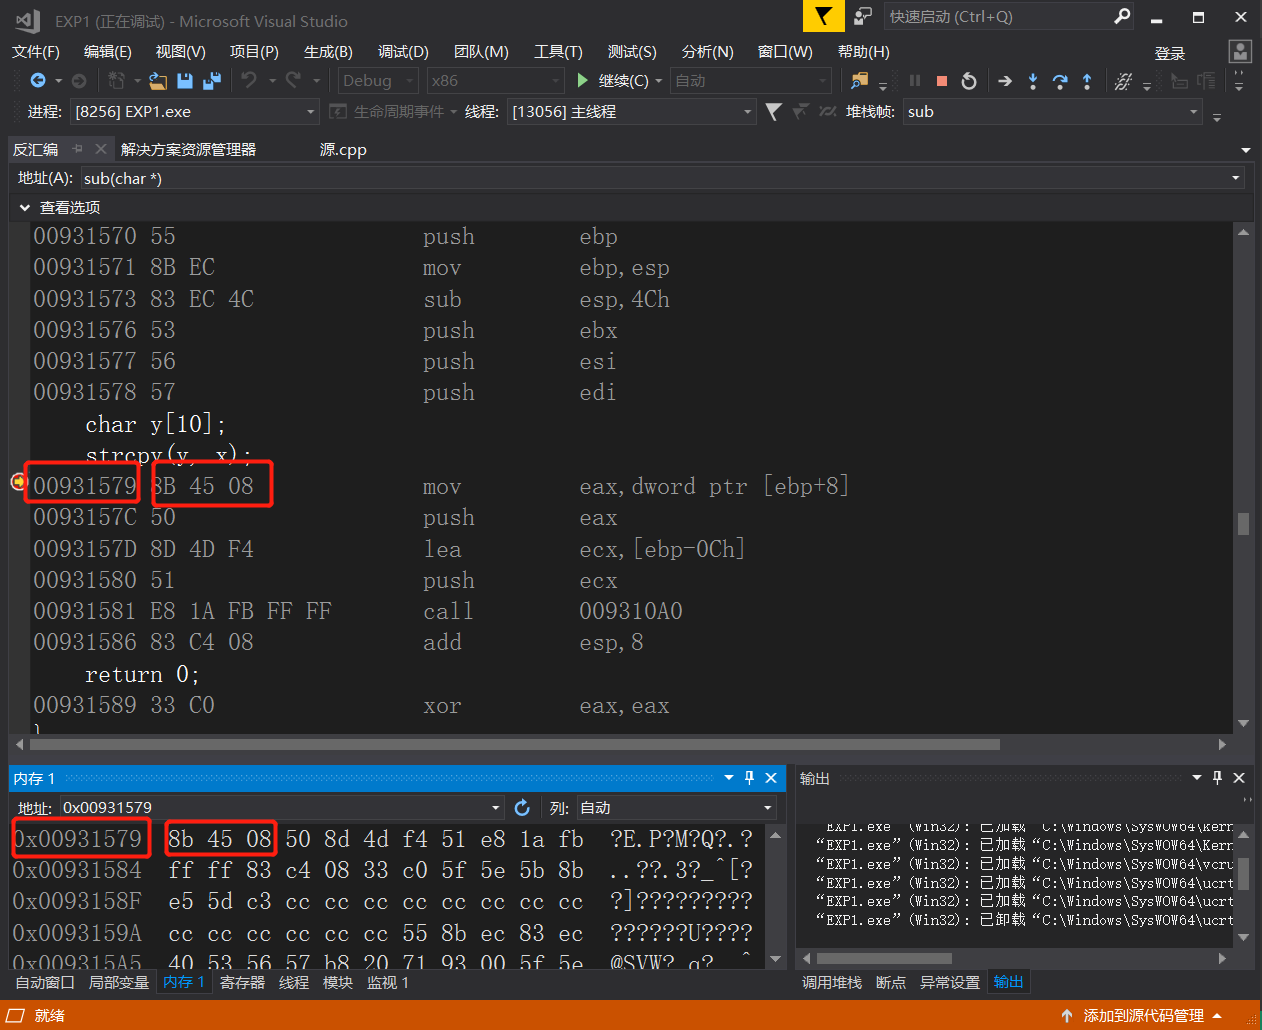 EXP1 (正在调试) - Microsoft Visual Studio
快速启动 (Ctrl+Q)
文件(F) 编辑(E) 视图(V) 项目(P) 生成(B) 调试(D) 团队(M) 工具(T) 测试(S) 分析(N) 窗口(W) 帮助(H) 登录
Debug x86 继续(C) 自动
进程: [8256] EXP1.exe 生命周期事件 线程: [13056] 主线程 堆栈帧: sub
反汇编 解决方案资源管理器 源.cpp
地址(A): sub(char *)
查看选项
00931570 55 push ebp
00931571 8B EC mov ebp,esp
00931573 83 EC 4C sub esp,4Ch
00931576 53 push ebx
00931577 56 push esi
00931578 57 push edi
char y[10];
strcpy(y, x);
00931579 8B 45 08 mov eax,dword ptr [ebp+8]
0093157C 50 push eax
0093157D 8D 4D F4 lea ecx,[ebp-0Ch]
00931580 51 push ecx
00931581 E8 1A FB FF FF call 009310A0
00931586 83 C4 08 add esp,8
return 0;
00931589 33 C0 xor eax,eax
}
内存 1
地址: 0x00931579 列: 自动
0x00931579 8b 45 08 50 8d 4d f4 51 e8 1a fb ?E.P?M?Q?.?
0x00931584 ff ff 83 c4 08 33 c0 5f 5e 5b 8b ..??.3?_^[?
0x0093158F e5 5d c3 cc cc cc cc cc cc cc cc ?]?????????
0x0093159A cc cc cc cc cc cc 55 8b ec 83 ec ??????U????
0x009315A5 40 53 56 57 b8 20 71 93 00 5f 5e @SVW? q?._^
输出
“EXP1.exe” (Win32): 已加载 “C:\Windows\SysWOW64\kern
“EXP1.exe” (Win32): 已加载 “C:\Windows\SysWOW64\Kern
“EXP1.exe” (Win32): 已加载 “C:\Windows\SysWOW64\vcru
“EXP1.exe” (Win32): 已加载 “C:\Windows\SysWOW64\ucrt
“EXP1.exe” (Win32): 已加载 “C:\Windows\SysWOW64\ucrt
“EXP1.exe” (Win32): 已卸载 “C:\Windows\SysWOW64\ucrt
自动窗口 局部变量 内存 1 寄存器 线程 模块 监视 1
调用堆栈 断点 异常设置 输出
就绪 添加到源代码管理